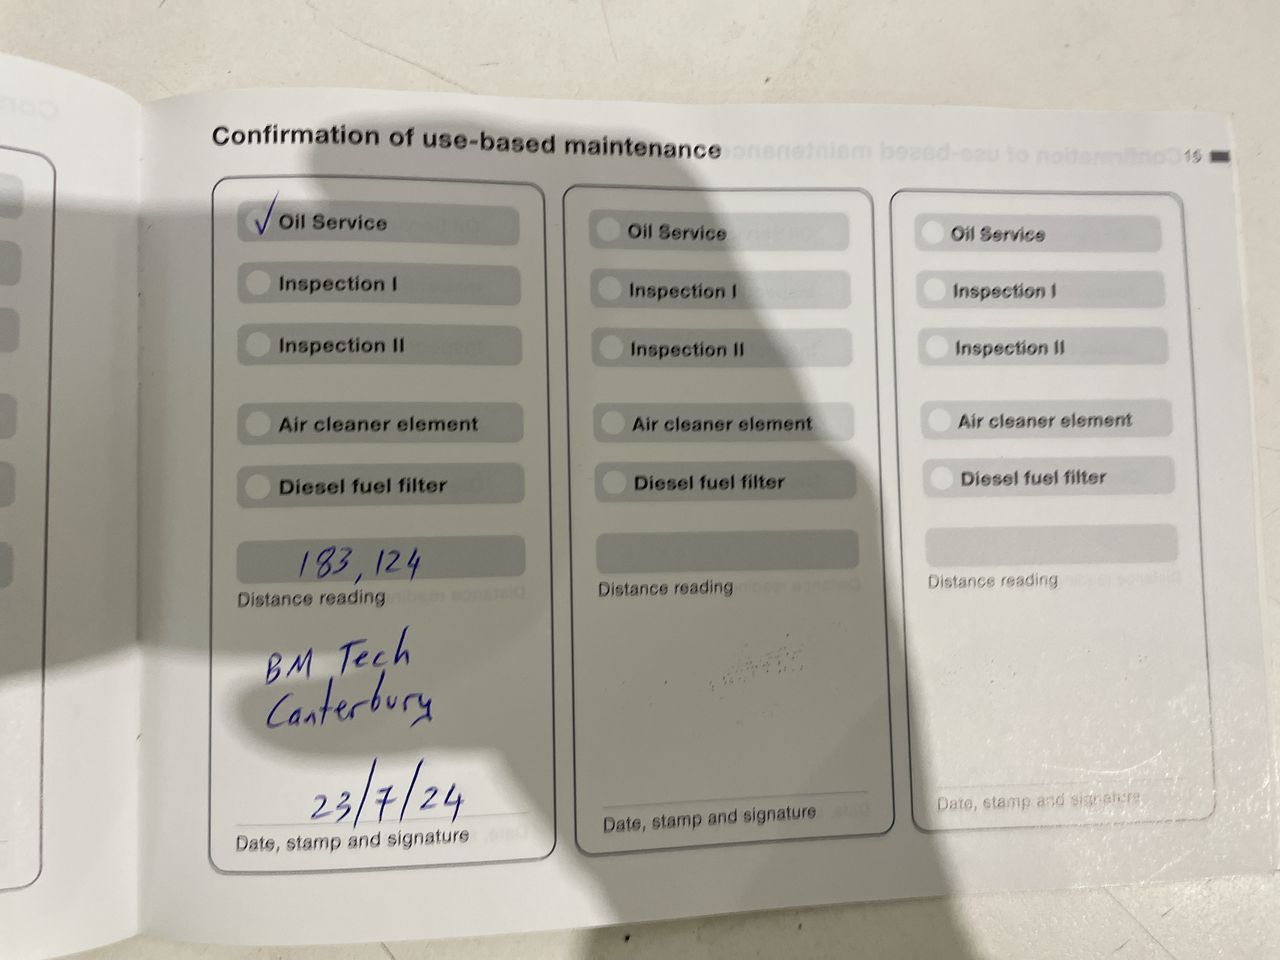 Confirmation of use-based maintenance
15
Oil Service
Inspection I
Inspection II
Air cleaner element
Diesel fuel filter
183,124
Distance reading
BM Tech
Canterbury
23/7/24
Date, stamp and signature
Oil Service
Inspection I
Inspection II
Air cleaner element
Diesel fuel filter
Distance reading
Date, stamp and signature
Oil Service
Inspection I
Inspection II
Air cleaner element
Diesel fuel filter
Distance reading
Date, stamp and signature